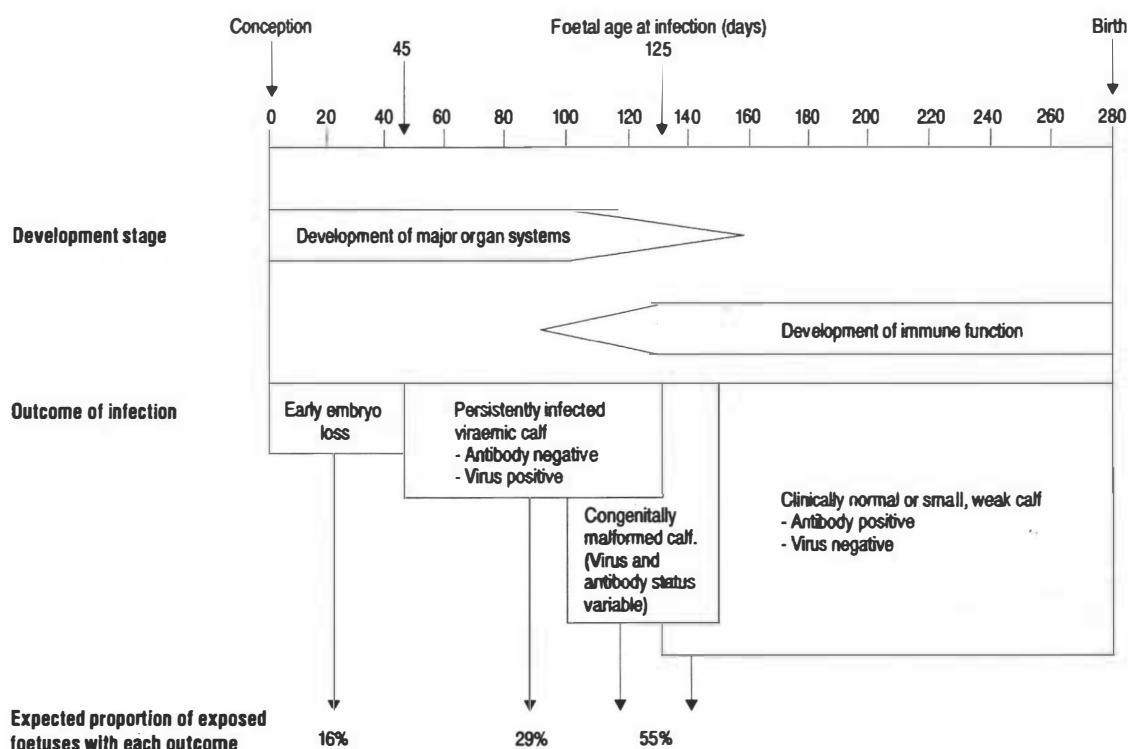 Conception
Foetal age at infection (days)
Birth
45
125
0 20 40 60 80 100 120 140 160 180 200 220 240 260 280
Development stage
Development of major organ systems
Development of immune function
Outcome of infection
Early embryo
loss
Persistently infected
viraemic calf
- Antibody negative
- Virus positive
Congenitally
malformed calf.
(Virus and
antibody status
variable)
Clinically normal or small, weak calf
- Antibody positive
- Virus negative
Expected proportion of exposed
foetuses with each outcome
16% 29% 55%